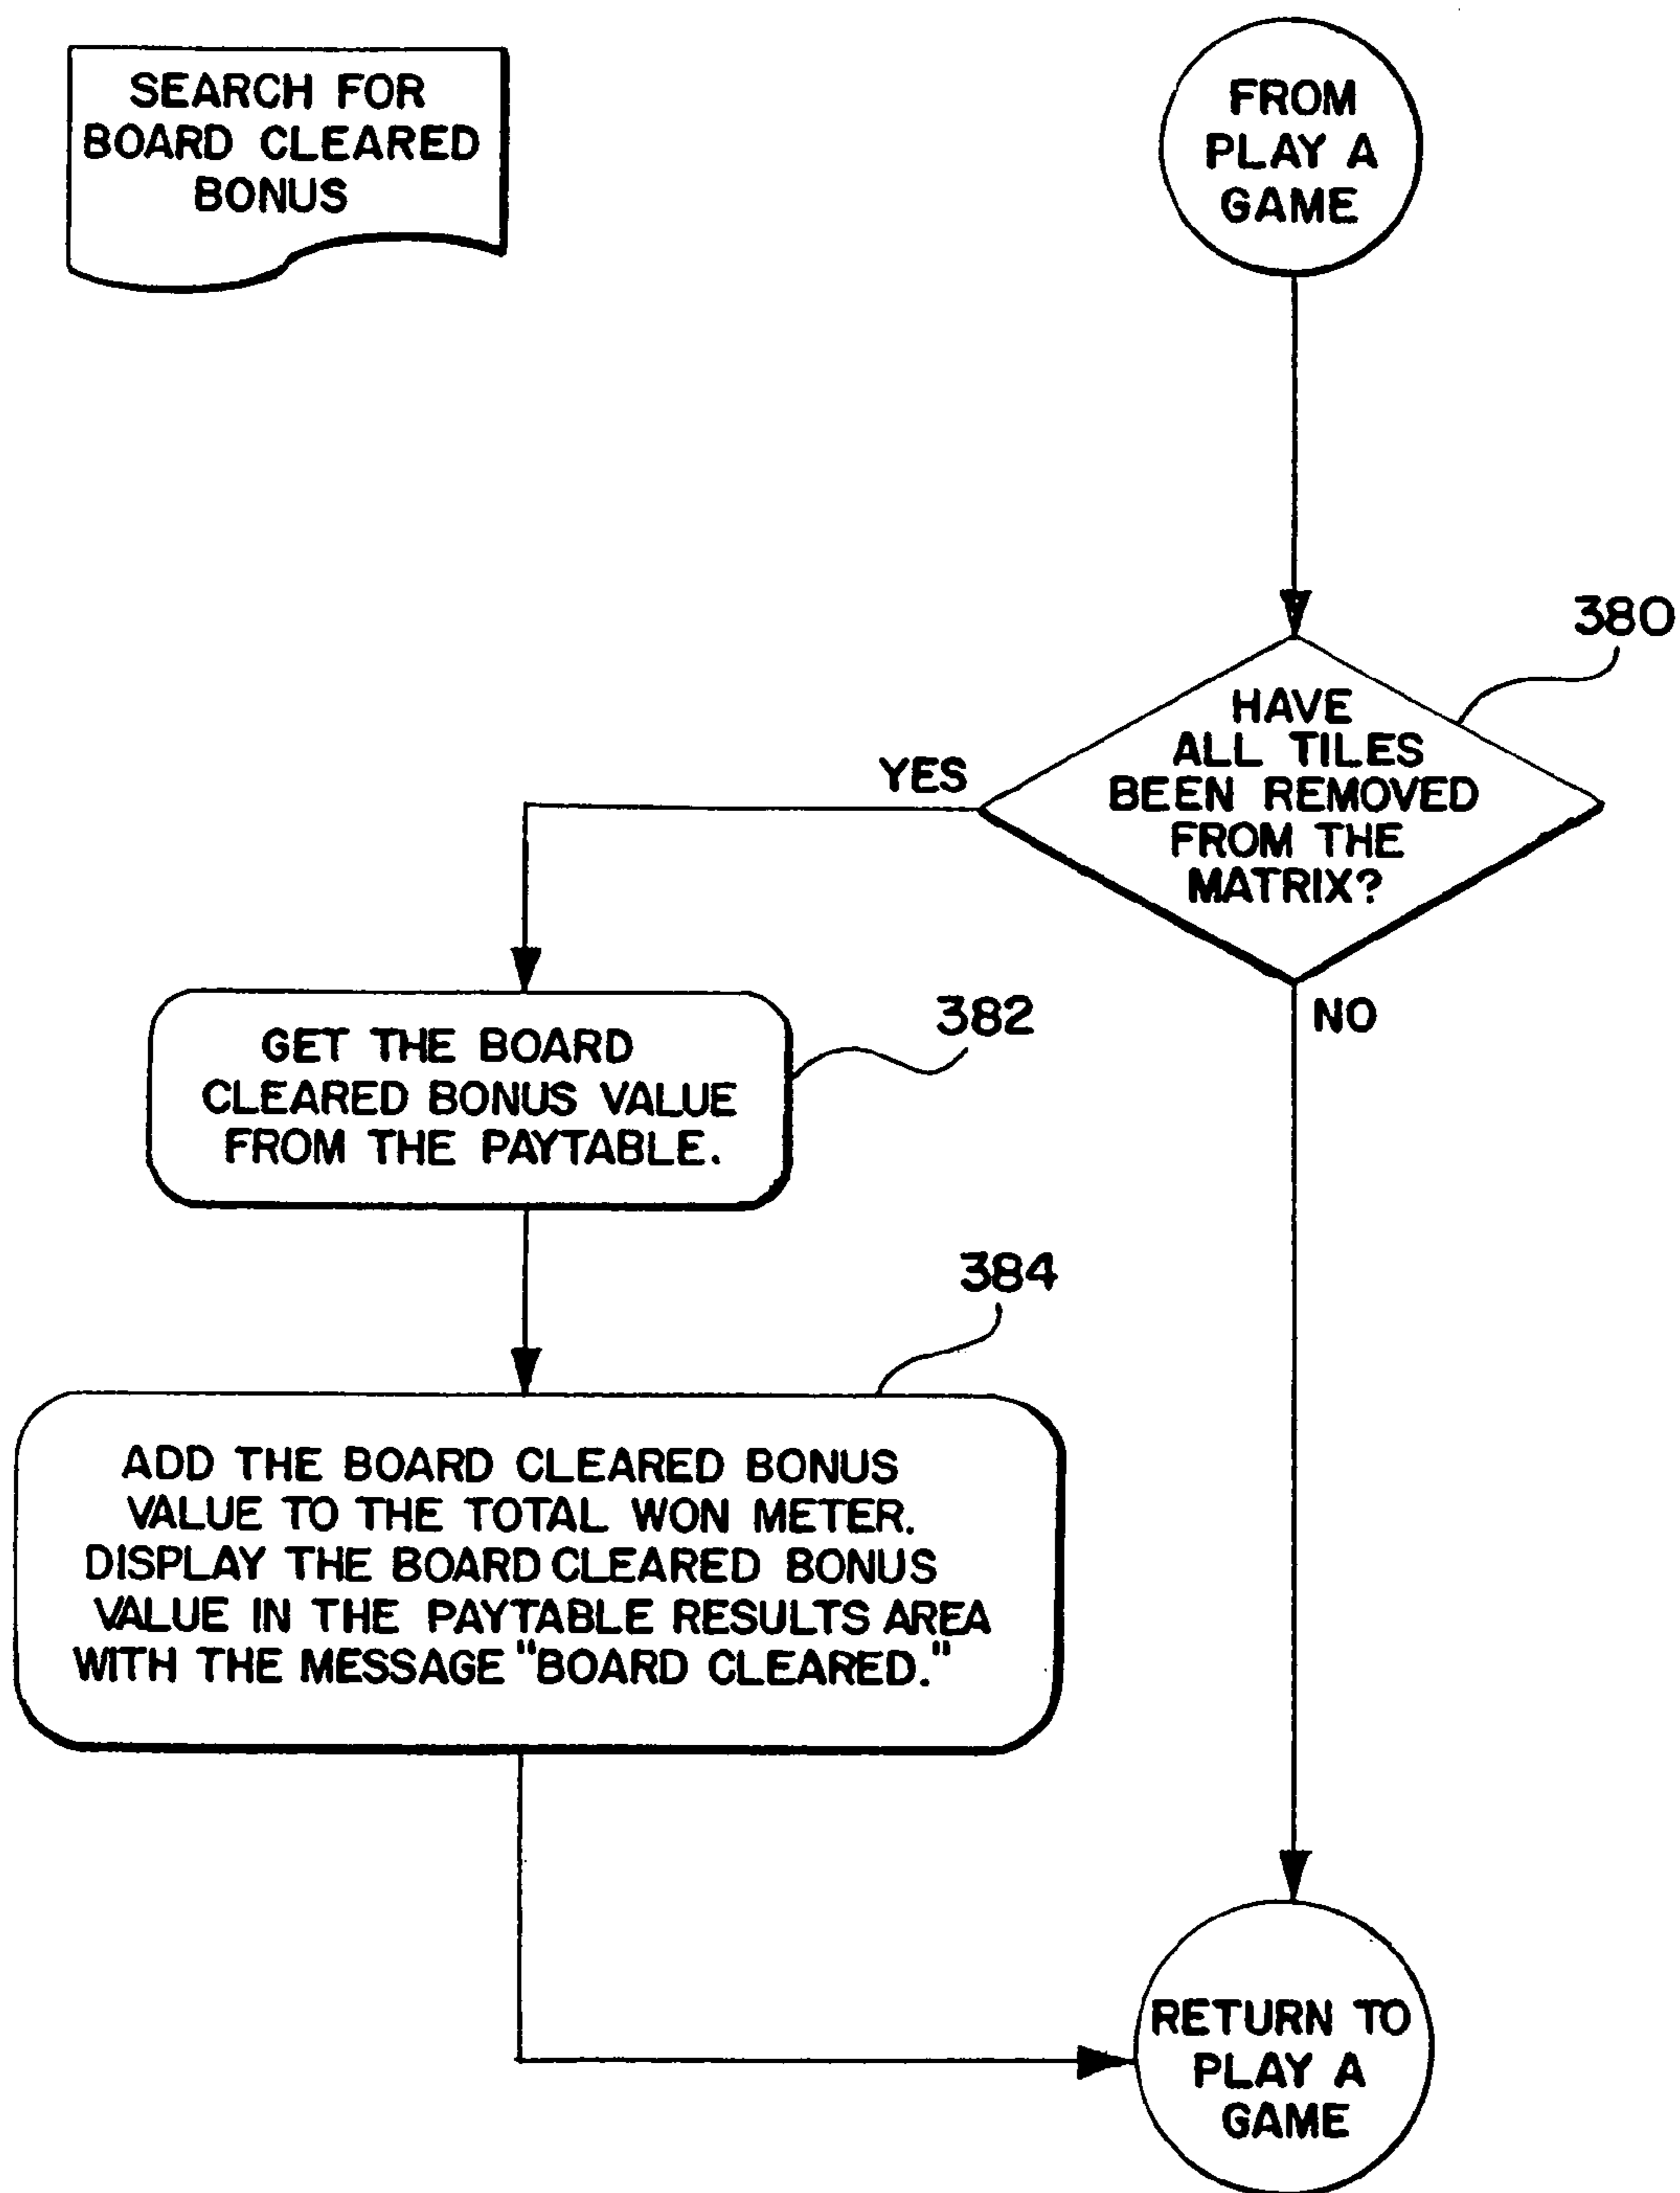 SEARCH FOR
BOARD CLEARED
BONUS
FROM
PLAY A
GAME
380
HAVE
ALL TILES
BEEN REMOVED
FROM THE
MATRIX?
YES
NO
382
GET THE BOARD
CLEARED BONUS VALUE
FROM THE PAYTABLE.
384
ADD THE BOARD CLEARED BONUS
VALUE TO THE TOTAL WON METER.
DISPLAY THE BOARD CLEARED BONUS
VALUE IN THE PAYTABLE RESULTS AREA
WITH THE MESSAGE "BOARD CLEARED."
RETURN TO
PLAY A
GAME